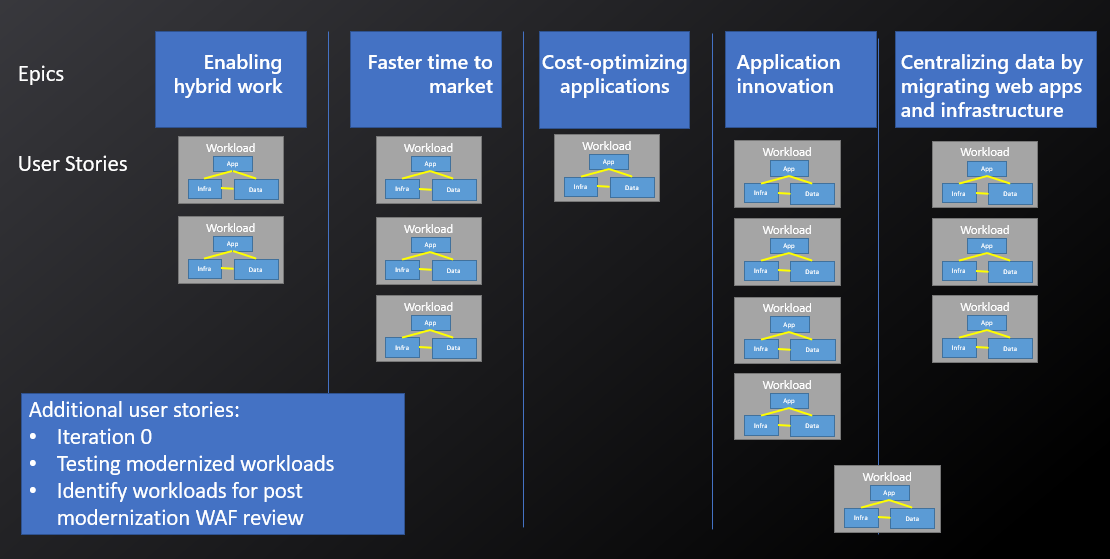 Epics
Enabling
hybrid work
Faster time to
market
Cost-optimizing
applications
Application
innovation
Centralizing data by
migrating web apps
and infrastructure
User Stories
Workload
App
Infra
Data
Workload
App
Infra
Data
Workload
App
Infra
Data
Workload
App
Infra
Data
Workload
App
Infra
Data
Workload
App
Infra
Data
Workload
App
Infra
Data
Workload
App
Infra
Data
Workload
App
Infra
Data
Workload
App
Infra
Data
Workload
App
Infra
Data
Workload
App
Infra
Data
Workload
App
Infra
Data
Workload
App
Infra
Data
Additional user stories:
• Iteration 0
• Testing modernized workloads
• Identify workloads for post
modernization WAF review